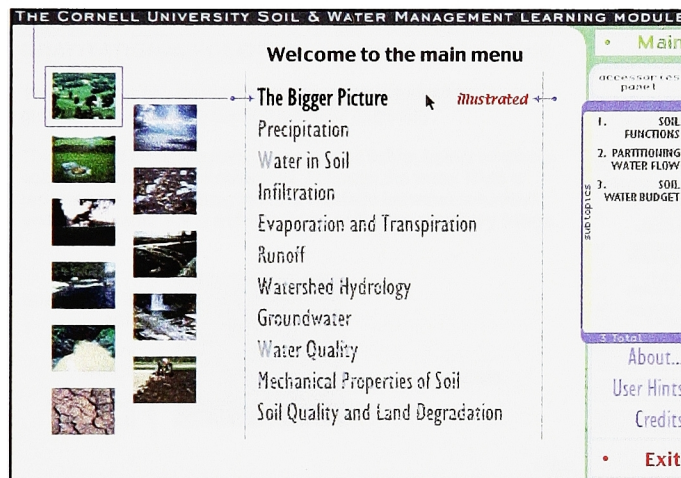 THE CORNELL UNIVERSITY SOIL & WATER MANAGEMENT LEARNING MODULE
Welcome to the main menu
The Bigger Picture
illustrated
Precipitation
Water in Soil
Infiltration
Evaporation and Transpiration
Runoff
Watershed Hydrology
Groundwater
Water Quality
Mechanical Properties of Soil
Soil Quality and Land Degradation
• Main
accessories
panel
subtopics
1. SOIL
FUNCTIONS
2. PARTITIONING
WATER FLOW
3. SOIL
WATER BUDGET
3 Total
About...
User Hints
Credits
• Exit